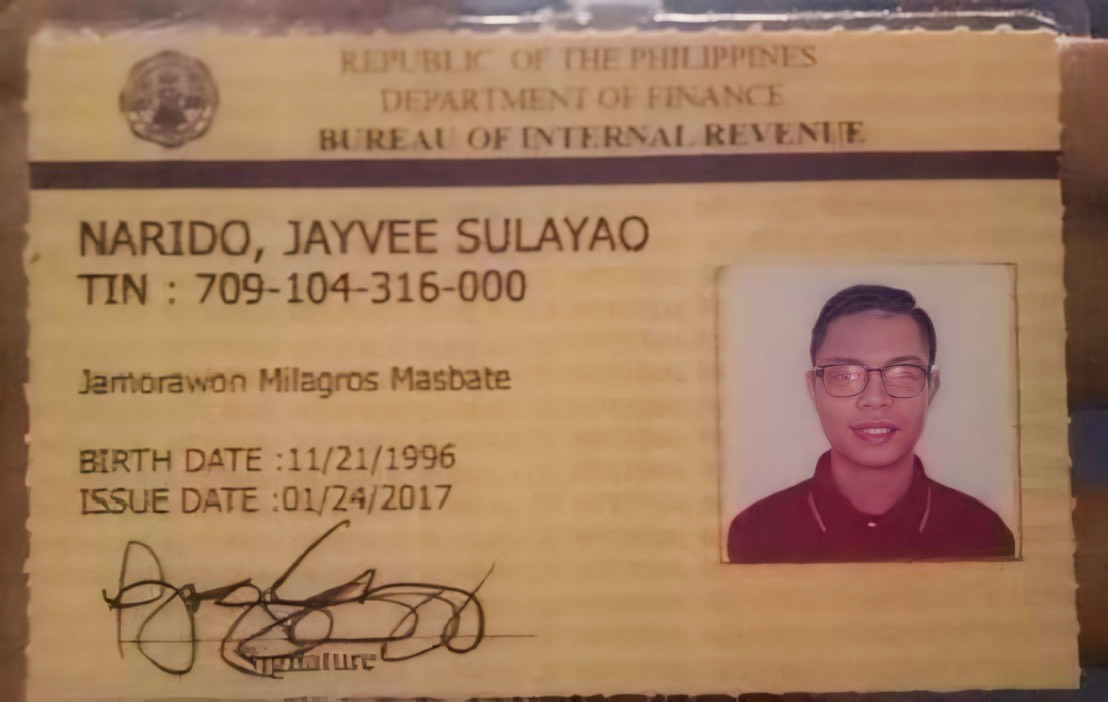 REPUBLIC OF THE PHILIPPINES
DEPARTMENT OF FINANCE
BUREAU OF INTERNAL REVENUE
NARIDO, JAYVEE SULAYAO
TIN : 709-104-316-000
Jamorawon Milagros Masbate
BIRTH DATE :11/21/1996
ISSUE DATE :01/24/2017
Signature